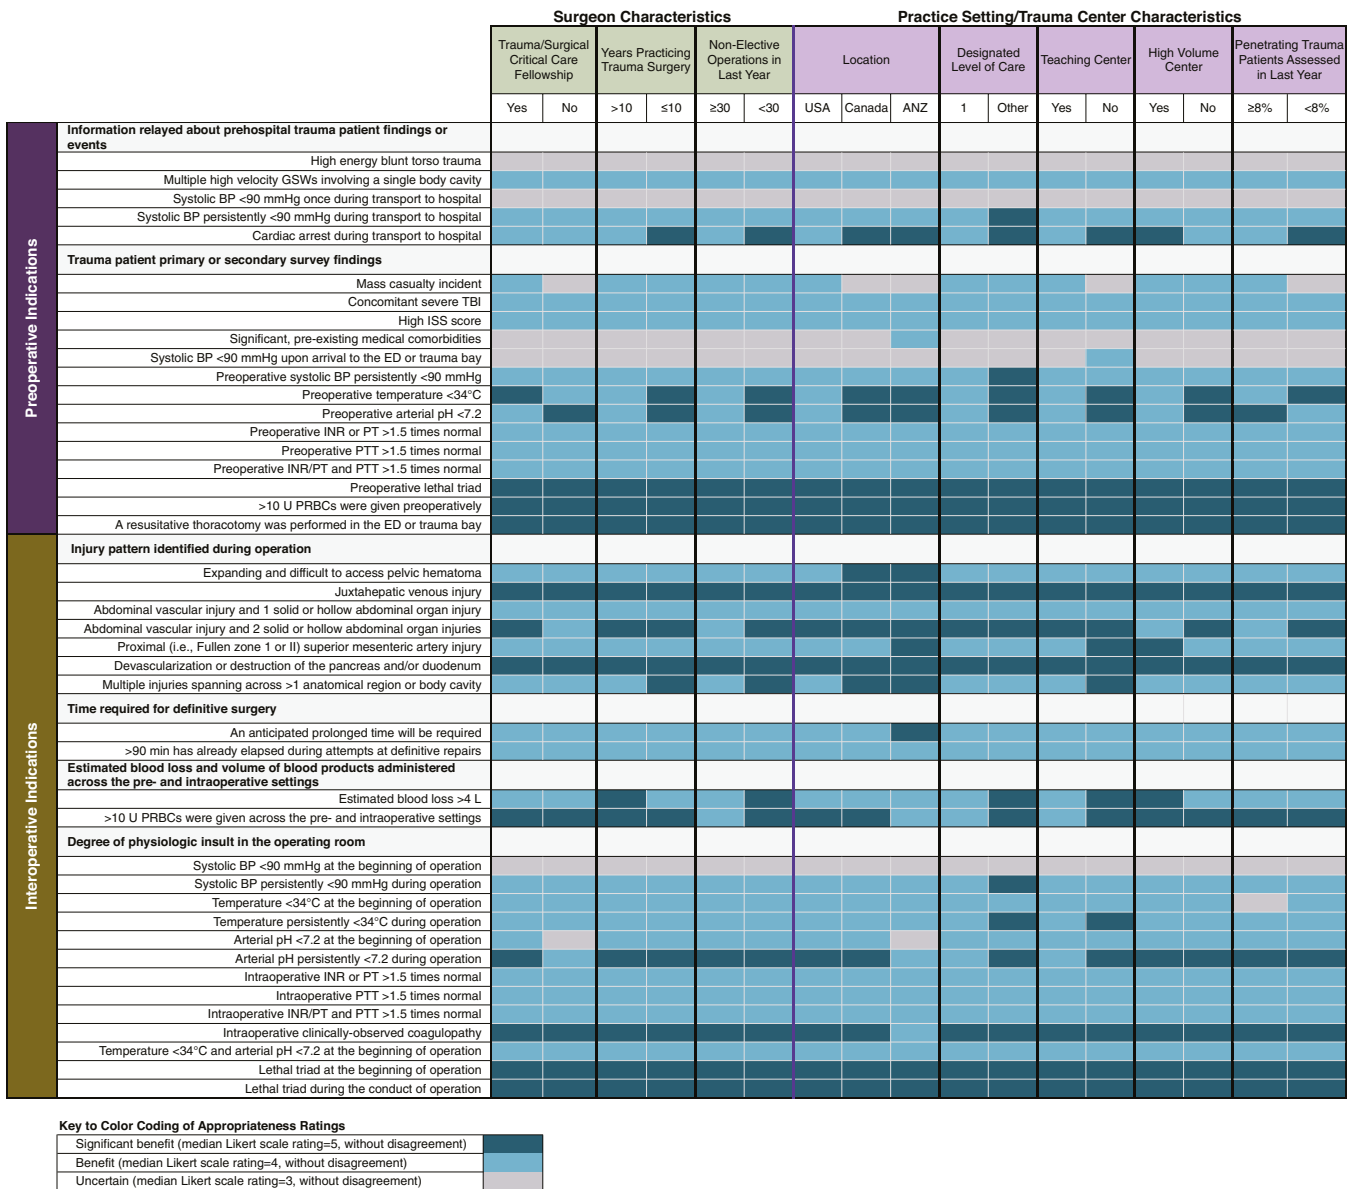 Surgeon Characteristics
Practice Setting/Trauma Center Characteristics
Trauma/Surgical
Critical Care
Fellowship
Years Practicing
Trauma Surgery
Non-Elective
Operations in
Last Year
Location
Designated
Level of Care
Teaching Center
High Volume
Center
Penetrating Trauma
Patients Assessed
in Last Year
Yes No >10 ≤10 ≥30 <30 USA Canada ANZ 1 Other Yes No Yes No ≥8% <8%
Preoperative Indications
Information relayed about prehospital trauma patient findings or
events
High energy blunt torso trauma
Multiple high velocity GSWs involving a single body cavity
Systolic BP <90 mmHg once during transport to hospital
Systolic BP persistently <90 mmHg during transport to hospital
Cardiac arrest during transport to hospital
Trauma patient primary or secondary survey findings
Mass casualty incident
Concomitant severe TBI
High ISS score
Significant, pre-existing medical comorbidities
Systolic BP <90 mmHg upon arrival to the ED or trauma bay
Preoperative systolic BP persistently <90 mmHg
Preoperative temperature <34°C
Preoperative arterial pH <7.2
Preoperative INR or PT >1.5 times normal
Preoperative PTT >1.5 times normal
Preoperative INR/PT and PTT >1.5 times normal
Preoperative lethal triad
>10 U PRBCs were given preoperatively
A resusitative thoracotomy was performed in the ED or trauma bay
Interoperative Indications
Injury pattern identified during operation
Expanding and difficult to access pelvic hematoma
Juxtahepatic venous injury
Abdominal vascular injury and 1 solid or hollow abdominal organ injury
Abdominal vascular injury and 2 solid or hollow abdominal organ injuries
Proximal (i.e., Fullen zone 1 or II) superior mesenteric artery injury
Devascularization or destruction of the pancreas and/or duodenum
Multiple injuries spanning across >1 anatomical region or body cavity
Time required for definitive surgery
An anticipated prolonged time will be required
>90 min has already elapsed during attempts at definitive repairs
Estimated blood loss and volume of blood products administered
across the pre- and intraoperative settings
Estimated blood loss >4 L
>10 U PRBCs were given across the pre- and intraoperative settings
Degree of physiologic insult in the operating room
Systolic BP <90 mmHg at the beginning of operation
Systolic BP persistently <90 mmHg during operation
Temperature <34°C at the beginning of operation
Temperature persistently <34°C during operation
Arterial pH <7.2 at the beginning of operation
Arterial pH persistently <7.2 during operation
Intraoperative INR or PT >1.5 times normal
Intraoperative PTT >1.5 times normal
Intraoperative INR/PT and PTT >1.5 times normal
Intraoperative clinically-observed coagulopathy
Temperature <34°C and arterial pH <7.2 at the beginning of operation
Lethal triad at the beginning of operation
Lethal triad during the conduct of operation
Key to Color Coding of Appropriateness Ratings
Significant benefit (median Likert scale rating=5, without disagreement)
Benefit (median Likert scale rating=4, without disagreement)
Uncertain (median Likert scale rating=3, without disagreement)